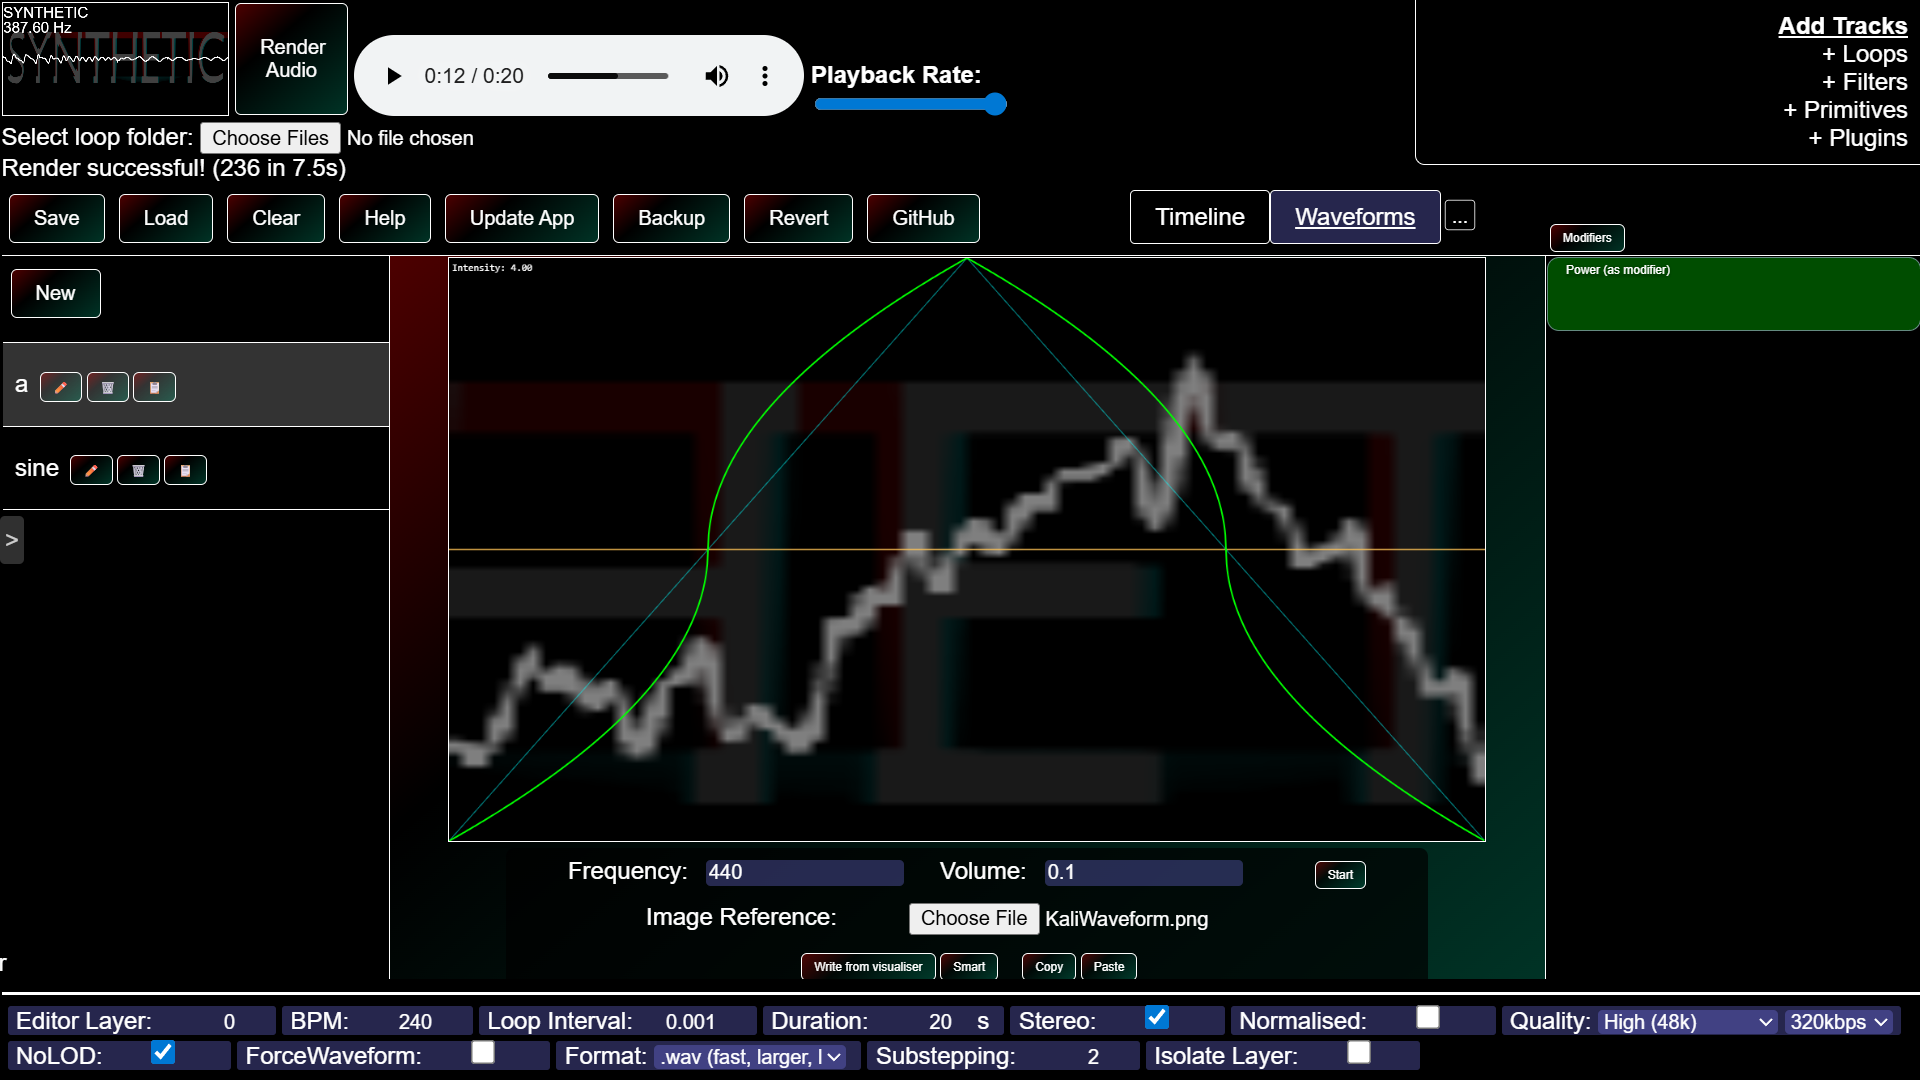 SYNTHETIC
387.60 Hz
SYNTHETIC
Render
Audio
0:12 / 0:20
Playback Rate:
Add Tracks
+ Loops
+ Filters
+ Primitives
+ Plugins
Select loop folder: Choose Files No file chosen
Render successful! (236 in 7.5s)
Save Load Clear Help Update App Backup Revert GitHub
Timeline Waveforms ...
Modifiers
New
Intensity: 4.00
Power (as modifier)
a
sine
>
Frequency: 440 Volume: 0.1 Start
Image Reference: Choose File KaliWaveform.png
r
Write from visualiser Smart Copy Paste
Editor Layer: 0 BPM: 240 Loop Interval: 0.001 Duration: 20 s Stereo: Normalised: Quality: High (48k) 320kbps
NoLOD: ForceWaveform: Format: .wav (fast, larger, l Substepping: 2 Isolate Layer: